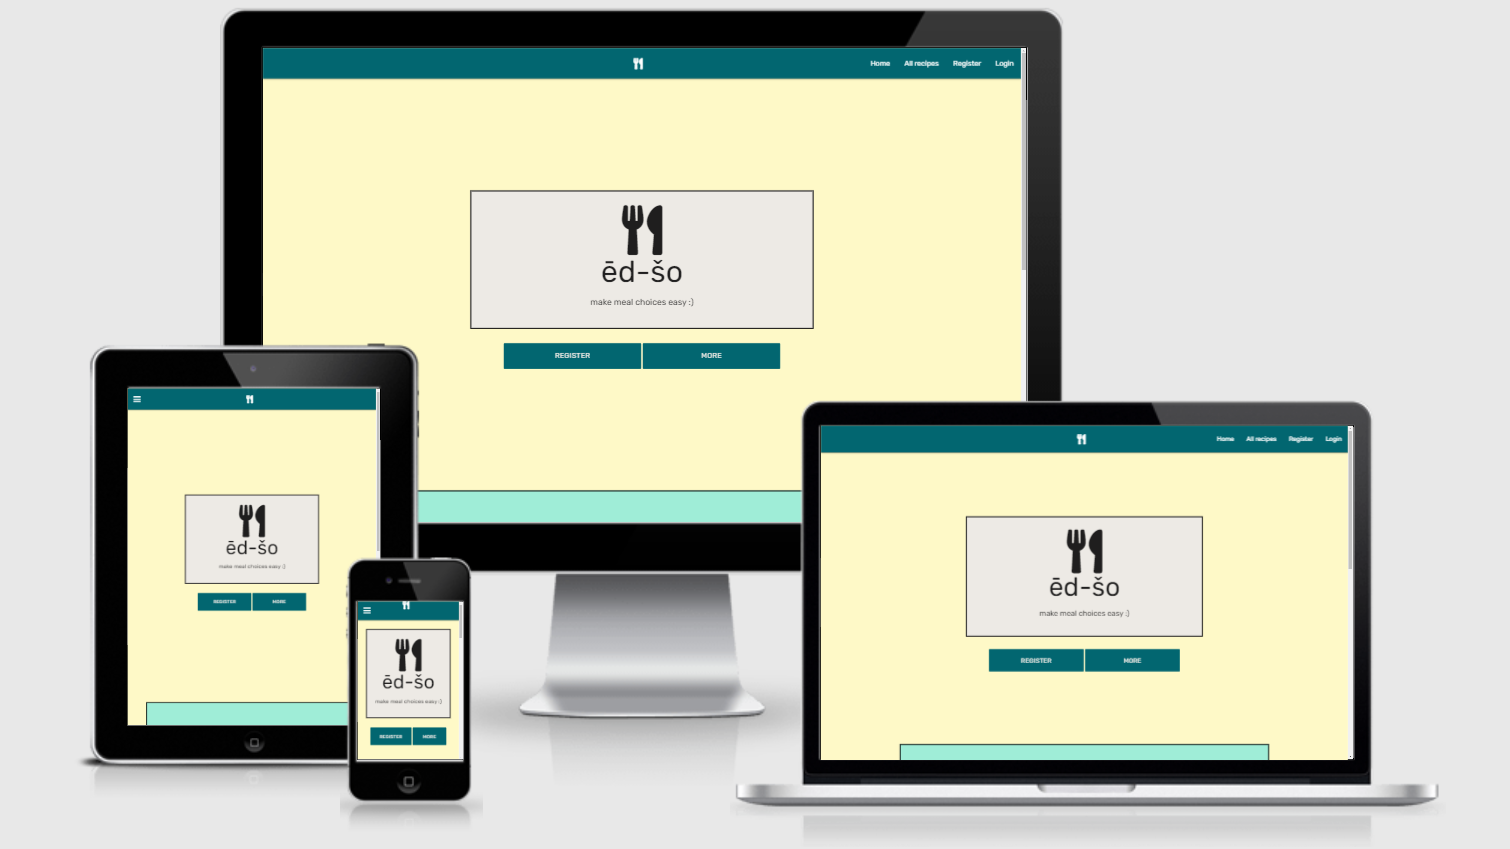 Home All recipes Register Login
ēd-šo
make meal choices easy :)
REGISTER MORE
ēd-šo
make meal choices easy :)
REGISTER MORE
ēd-šo
make meal choices easy :)
REGISTER MORE
Home All recipes Register Login
ēd-šo
make meal choices easy :)
REGISTER MORE